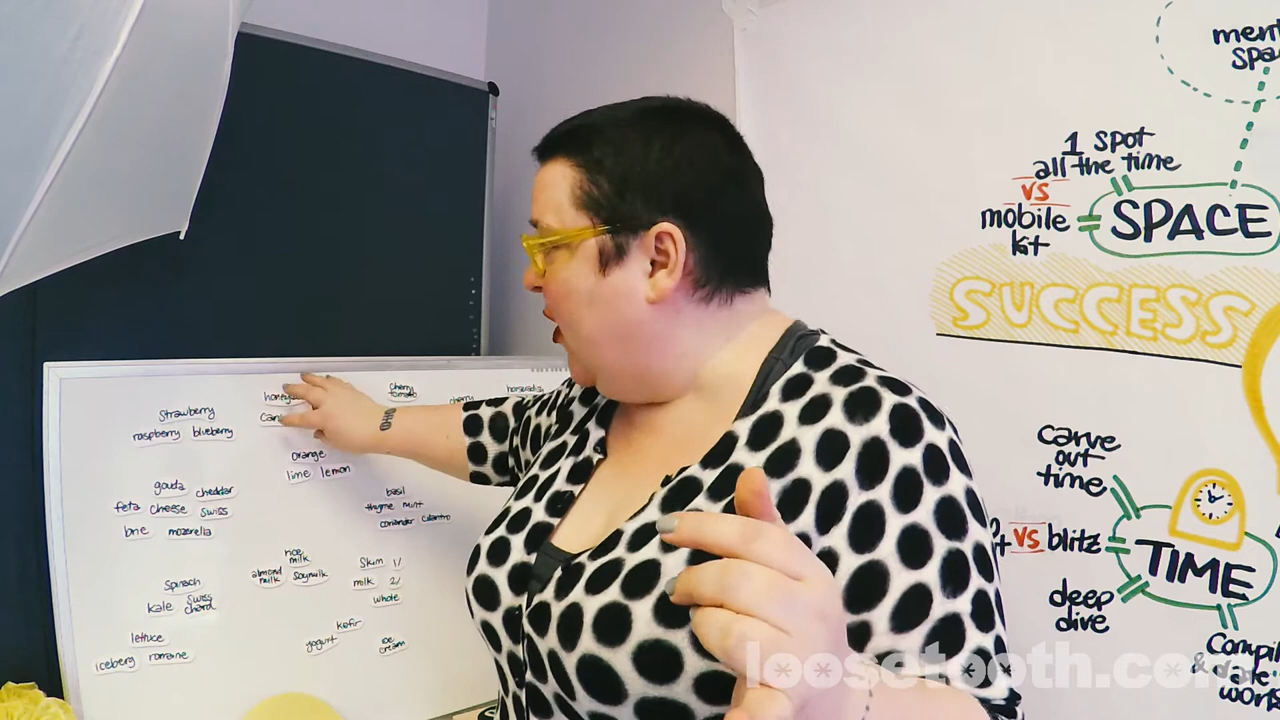 strawberry
raspberry blueberry
cherry
tomato
cherry
horseradish
orange
lime lemon
gouda cheddar
feta cheese swiss
brie mozerella
basil
thyme mint
coriander cilantro
spinach
kale swiss
chard
rice
milk
almond
milk
soymilk
skim 1/
milk 2/
whole
lettuce
iceberg romaine
kefir
yogurt
ice
cream
OHIO
1 spot
all the time
vs
mobile
kit
SPACE
SUCCESS
carve
out
time
vs blitz
deep
dive
TIME
loosetooth.com